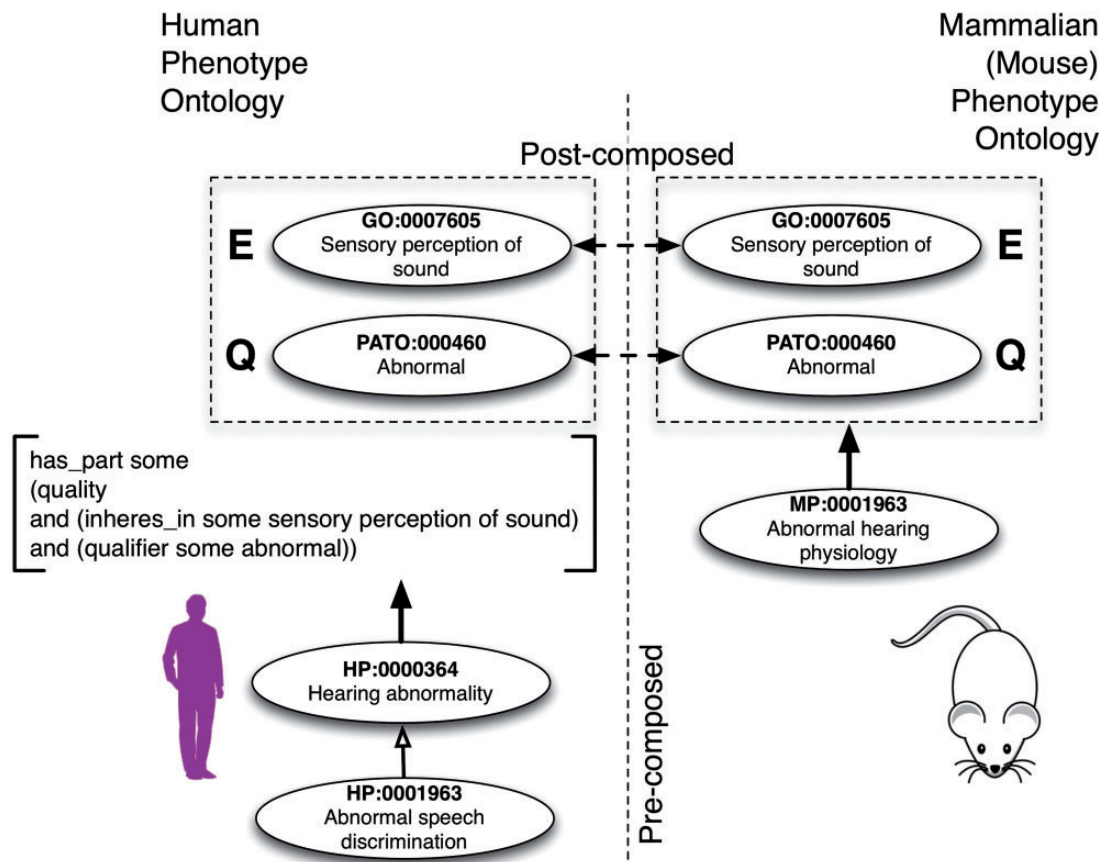 Human
Phenotype
Ontology
Mammalian
(Mouse)
Phenotype
Ontology
Post-composed
E
GO:0007605
Sensory perception of
sound
GO:0007605
Sensory perception of
sound
E
Q
PATO:000460
Abnormal
PATO:000460
Abnormal
Q
has_part some
(quality
and (inheres_in some sensory perception of sound)
and (qualifier some abnormal))
MP:0001963
Abnormal hearing
physiology
HP:0000364
Hearing abnormality
HP:0001963
Abnormal speech
discrimination
Pre-composed